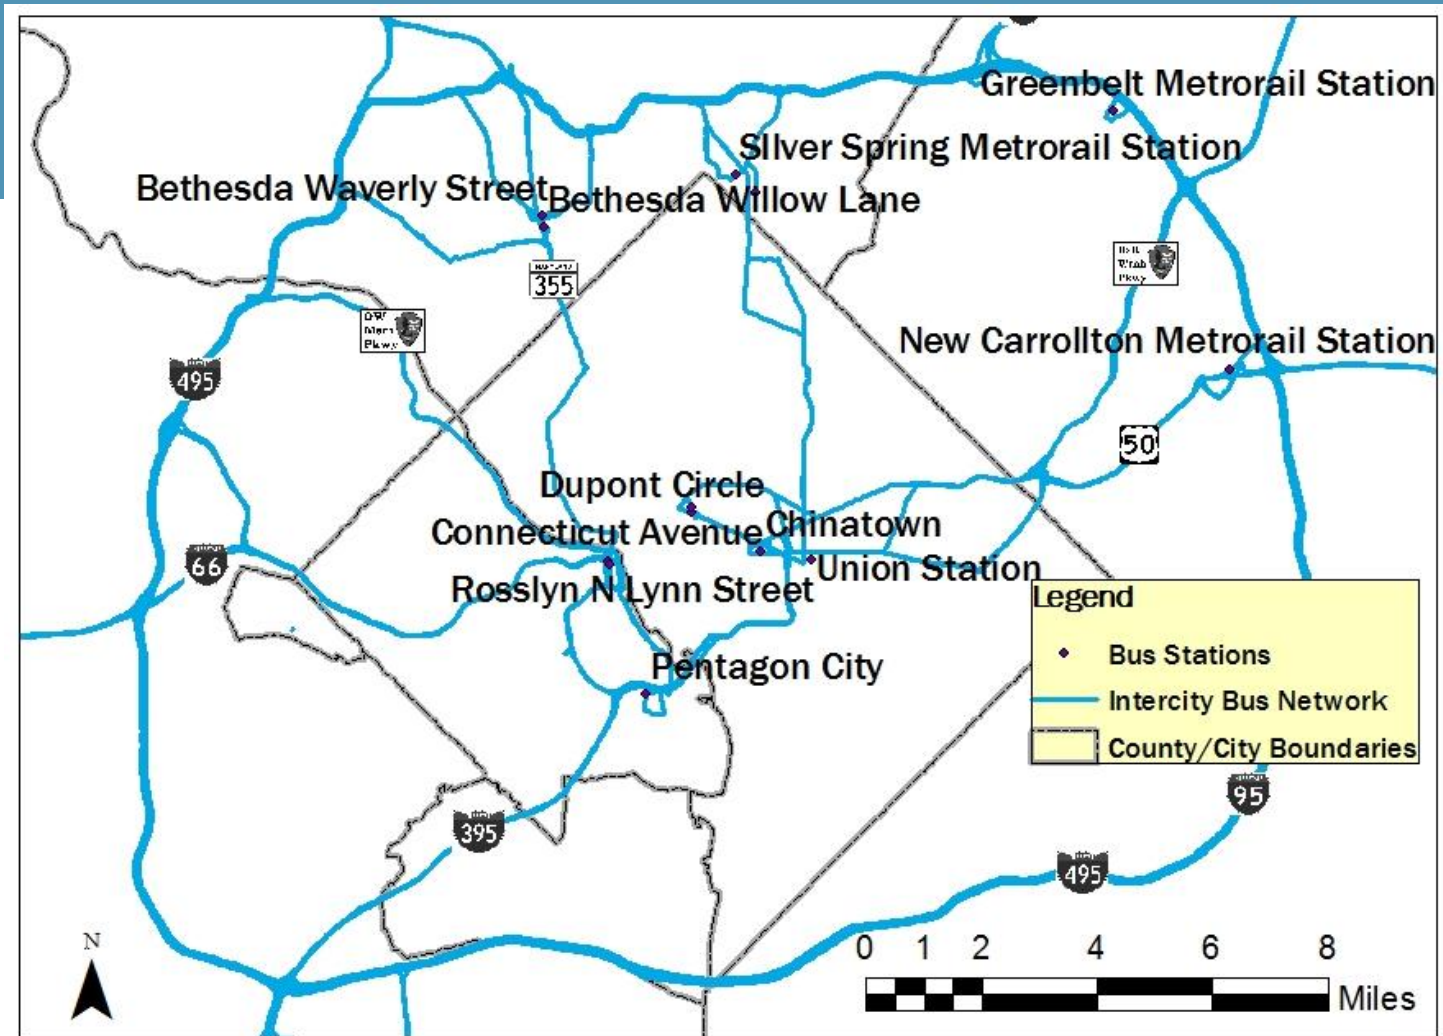 Greenbelt Metrorail Station
SIlver Spring Metrorail Station
Bethesda Waverly Street
Bethesda Willow Lane
355
New Carrollton Metrorail Station
495
50
Dupont Circle
Connecticut Avenue
Chinatown
66
Union Station
Rosslyn N Lynn Street
Legend
Bus Stations
Pentagon City
Intercity Bus Network
County/City Boundaries
95
395
495
N
0 1 2 4 6 8
Miles